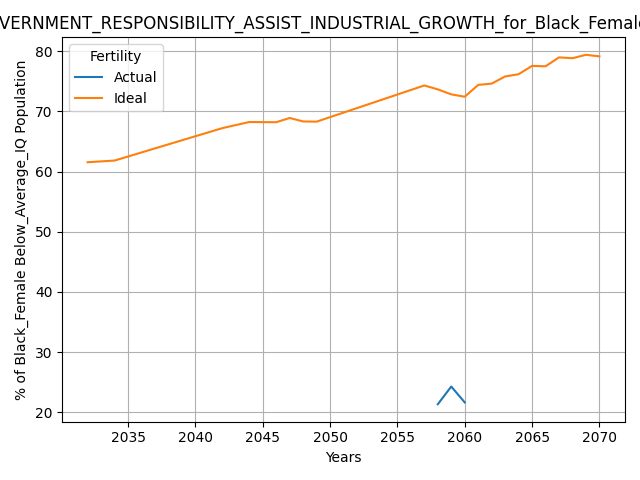 VERNMENT_RESPONSIBILITY_ASSIST_INDUSTRIAL_GROWTH_for_Black_Female
Fertility
Actual
Ideal
% of Black_Female Below_Average_IQ Population
80
70
60
50
40
30
20
2035 2040 2045 2050 2055 2060 2065 2070
Years